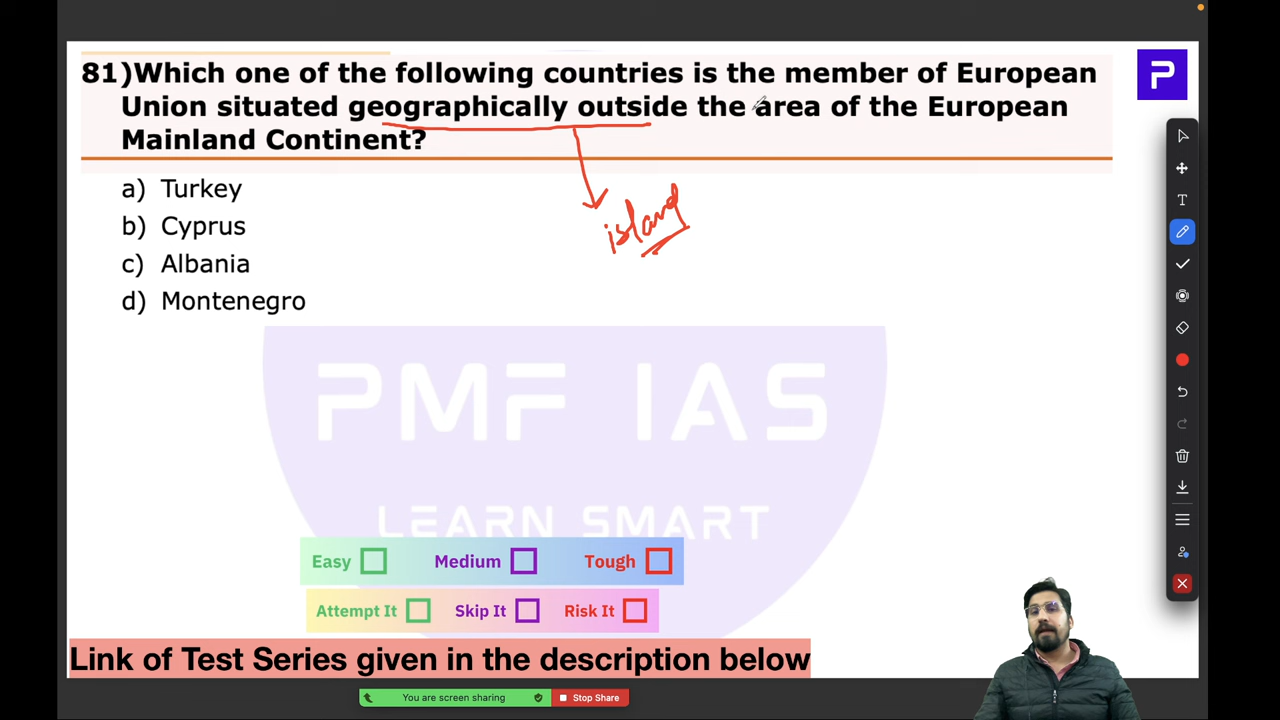 81)Which one of the following countries is the member of European
Union situated geographically outside the area of the European
Mainland Continent?
a) Turkey
b) Cyprus
c) Albania
d) Montenegro
island
PMF IAS
LEARN SMART
Easy Medium Tough
Attempt It Skip It Risk It
Link of Test Series given in the description below
You are screen sharing Stop Share
P
T